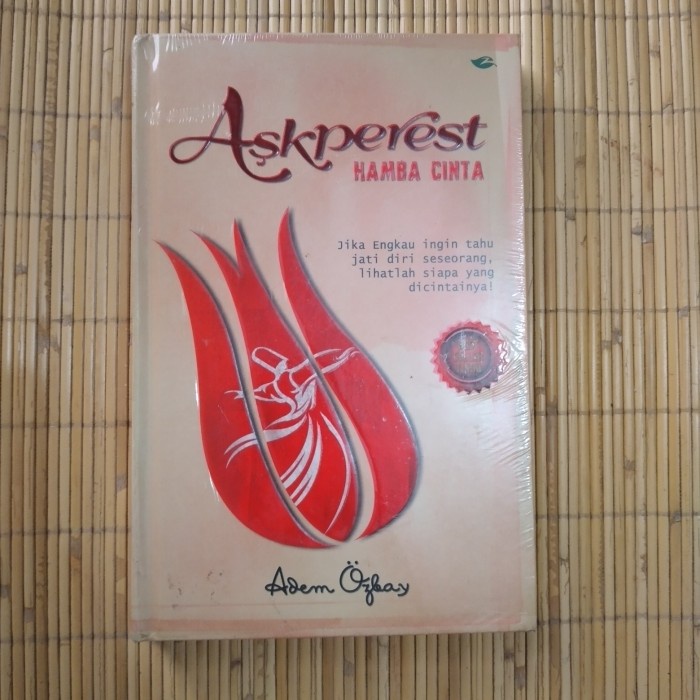 Aşkperest
HAMBA CINTA
Jika Engkau ingin tahu
jati diri seseorang,
lihatlah siapa yang
dicintainya!
Adem Özbay